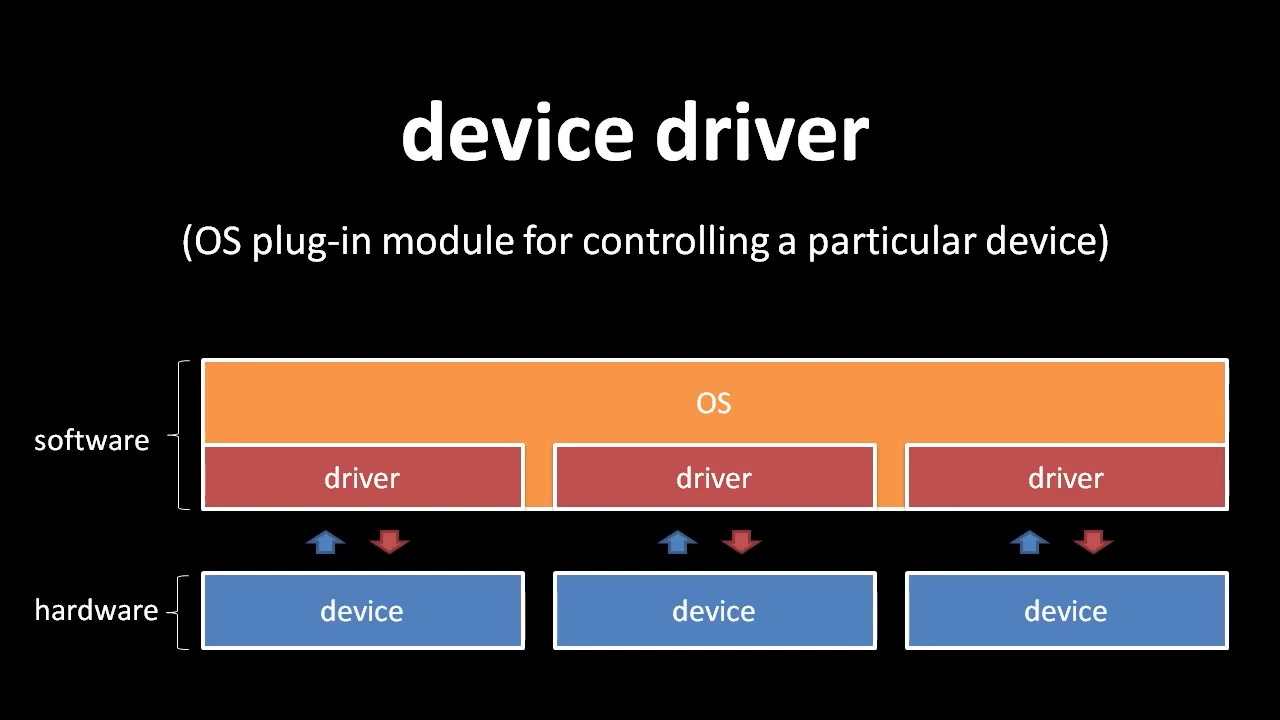 device driver
(OS plug-in module for controlling a particular device)
OS
software
driver driver driver
hardware
device device device